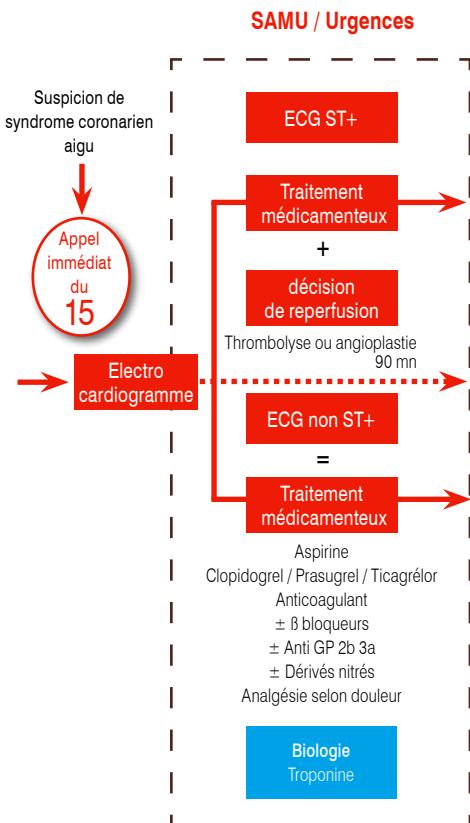 SAMU / Urgences
Suspicion de
syndrome coronarien
aigu
Appel
immédiat
du
15
Electro
cardiogramme
ECG ST+
Traitement
médicamenteux
+
décision
de reperfusion
Thrombolyse ou angioplastie
90 mn
ECG non ST+
=
Traitement
médicamenteux
Aspirine
Clopidogrel / Prasugrel / Ticagrélor
Anticoagulant
± ß bloqueurs
± Anti GP 2b 3a
± Dérivés nitrés
Analgésie selon douleur
Biologie
Troponine